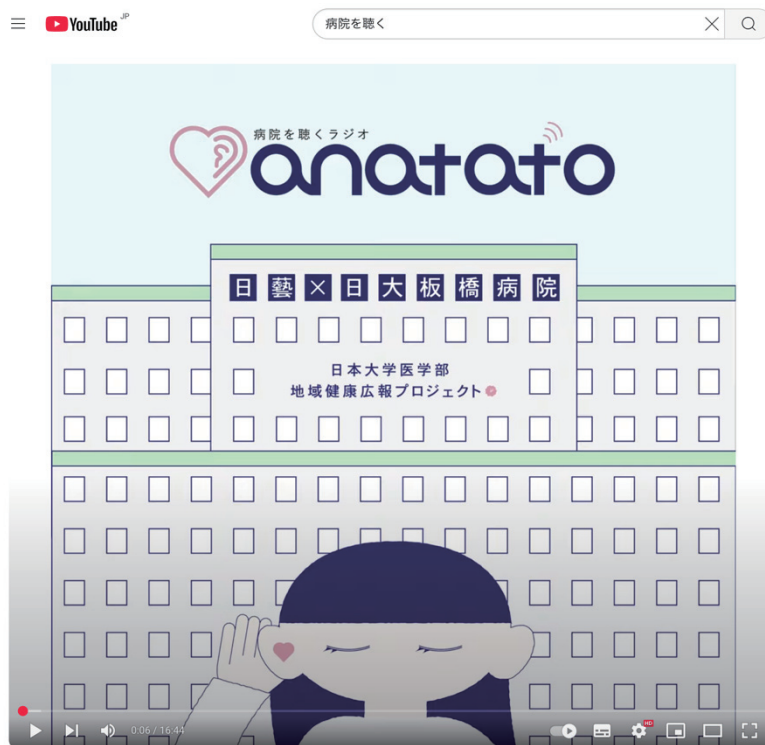 YouTube JP
病院を聴く
病院を聴くラジオ
anatato
日藝×日大板橋病院
日本大学医学部
地域健康広報プロジェクト
0:06 / 16:44
HD